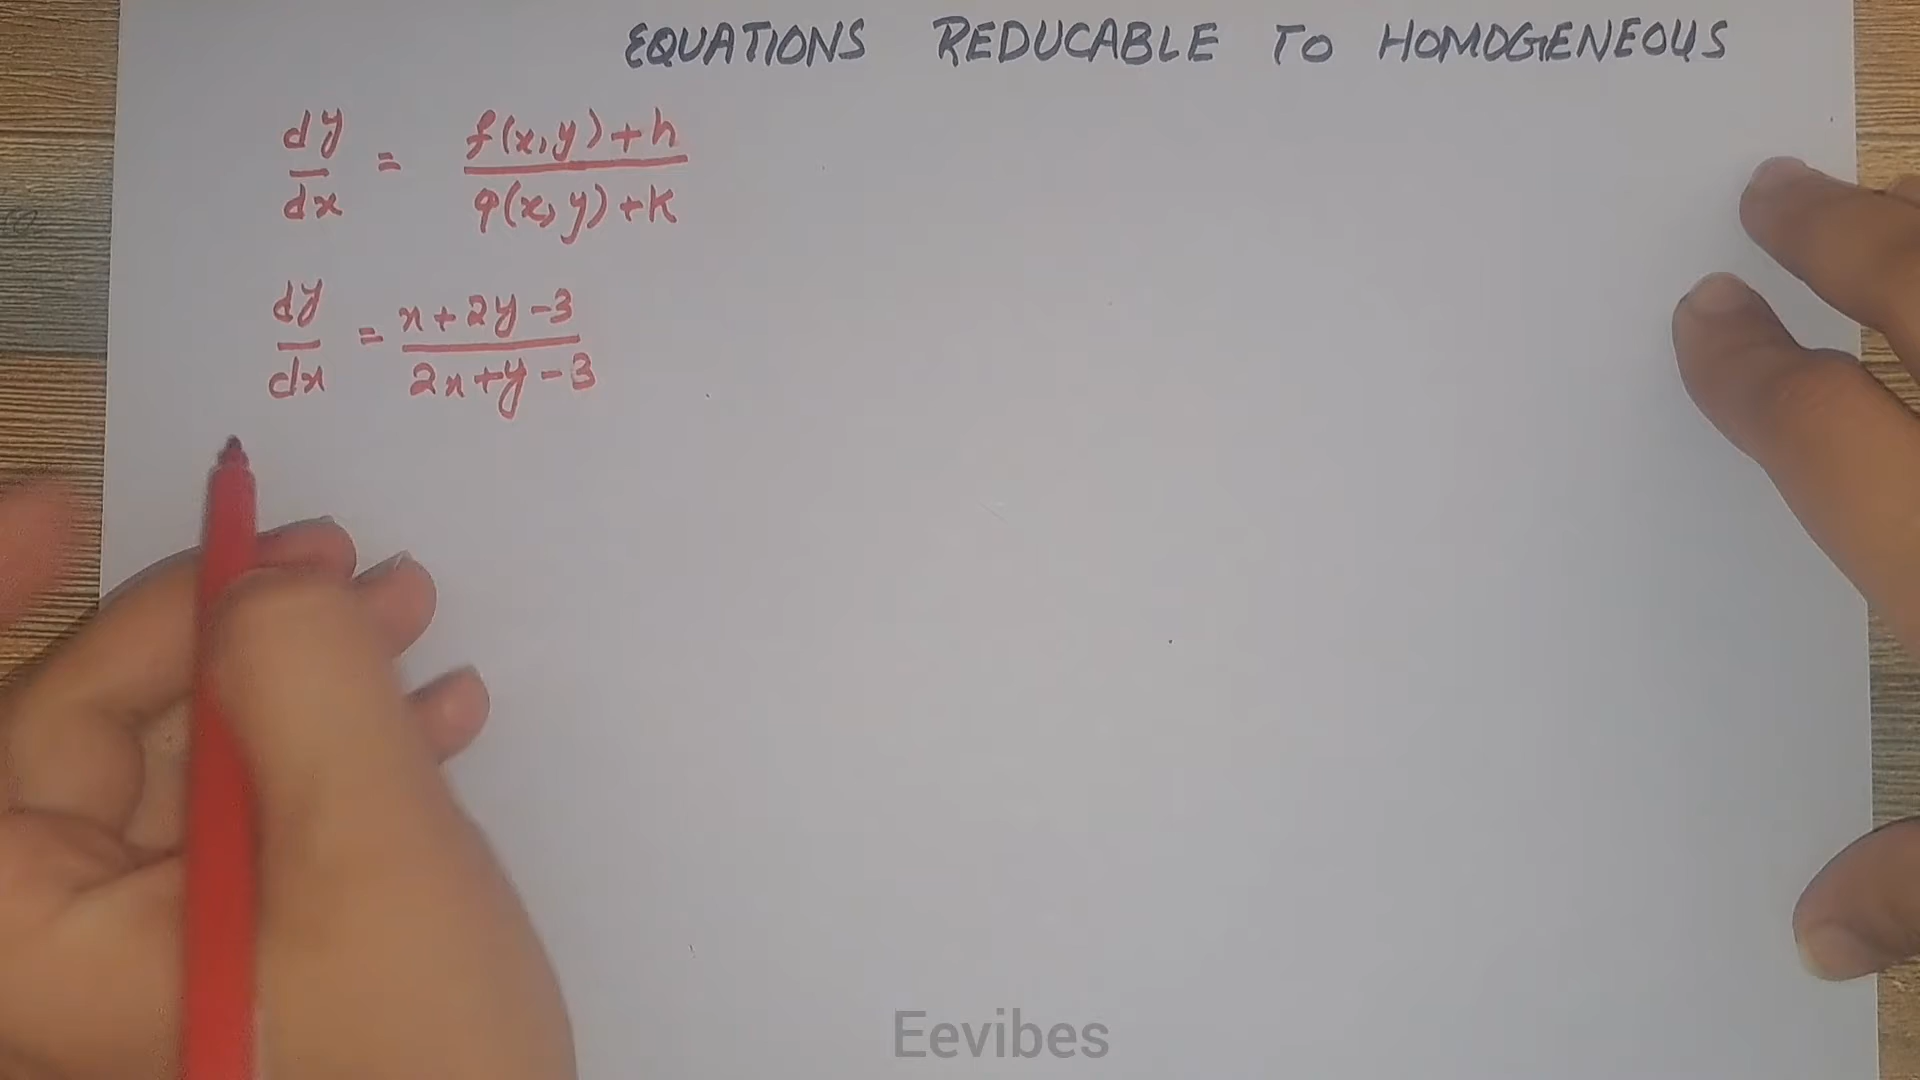 EQUATIONS REDUCABLE TO HOMOGENEOUS
dy/dx = f(x,y)+h / φ(x,y)+k
dy/dx = x+2y-3 / 2x+y-3
Eevibes